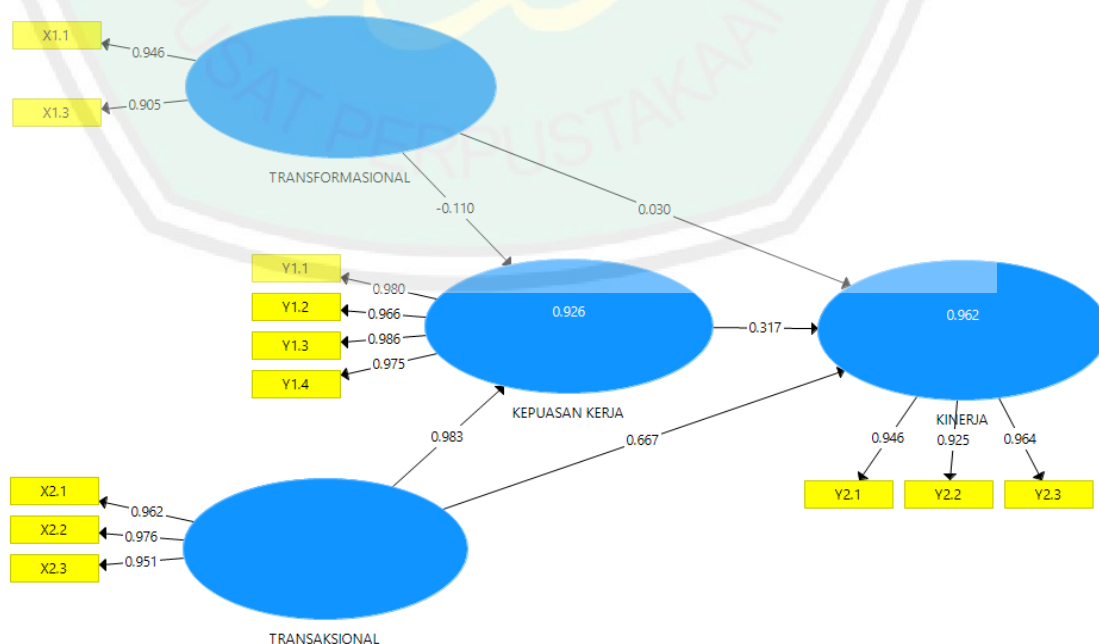 X1.1
0.946
X1.3
0.905
PUSAT PERPUSTAKAAN
TRANSFORMASIONAL
-0.110
0.030
Y1.1
0.980
Y1.2
0.966
Y1.3
0.986
Y1.4
0.975
0.926
KEPUASAN KERJA
0.317
0.962
KINERJA
0.983
0.667
0.946
0.925
0.964
Y2.1
Y2.2
Y2.3
X2.1
0.962
X2.2
0.976
X2.3
0.951
TRANSAKSIONAL